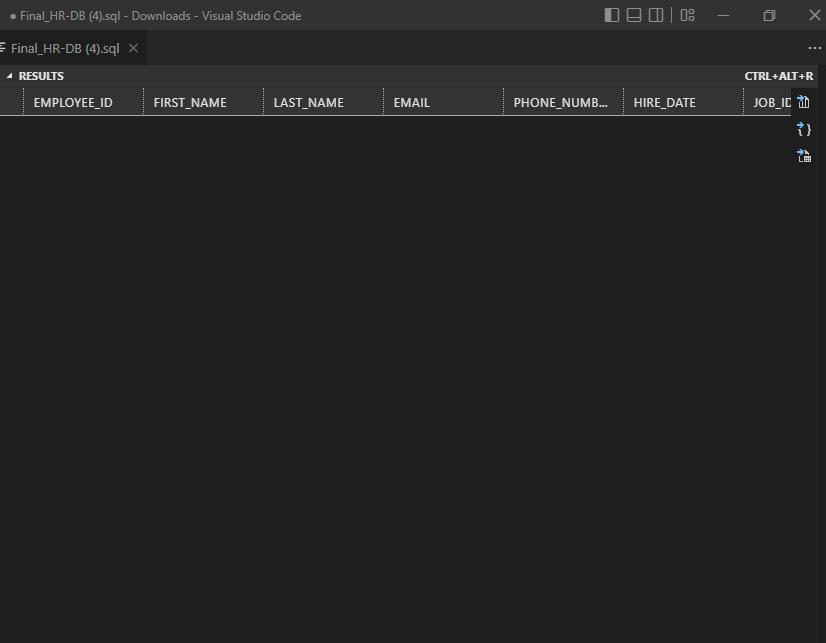 ● Final_HR-DB (4).sql - Downloads - Visual Studio Code
Final_HR-DB (4).sql
RESULTS CTRL+ALT+R
EMPLOYEE_ID FIRST_NAME LAST_NAME EMAIL PHONE_NUMB... HIRE_DATE JOB_ID